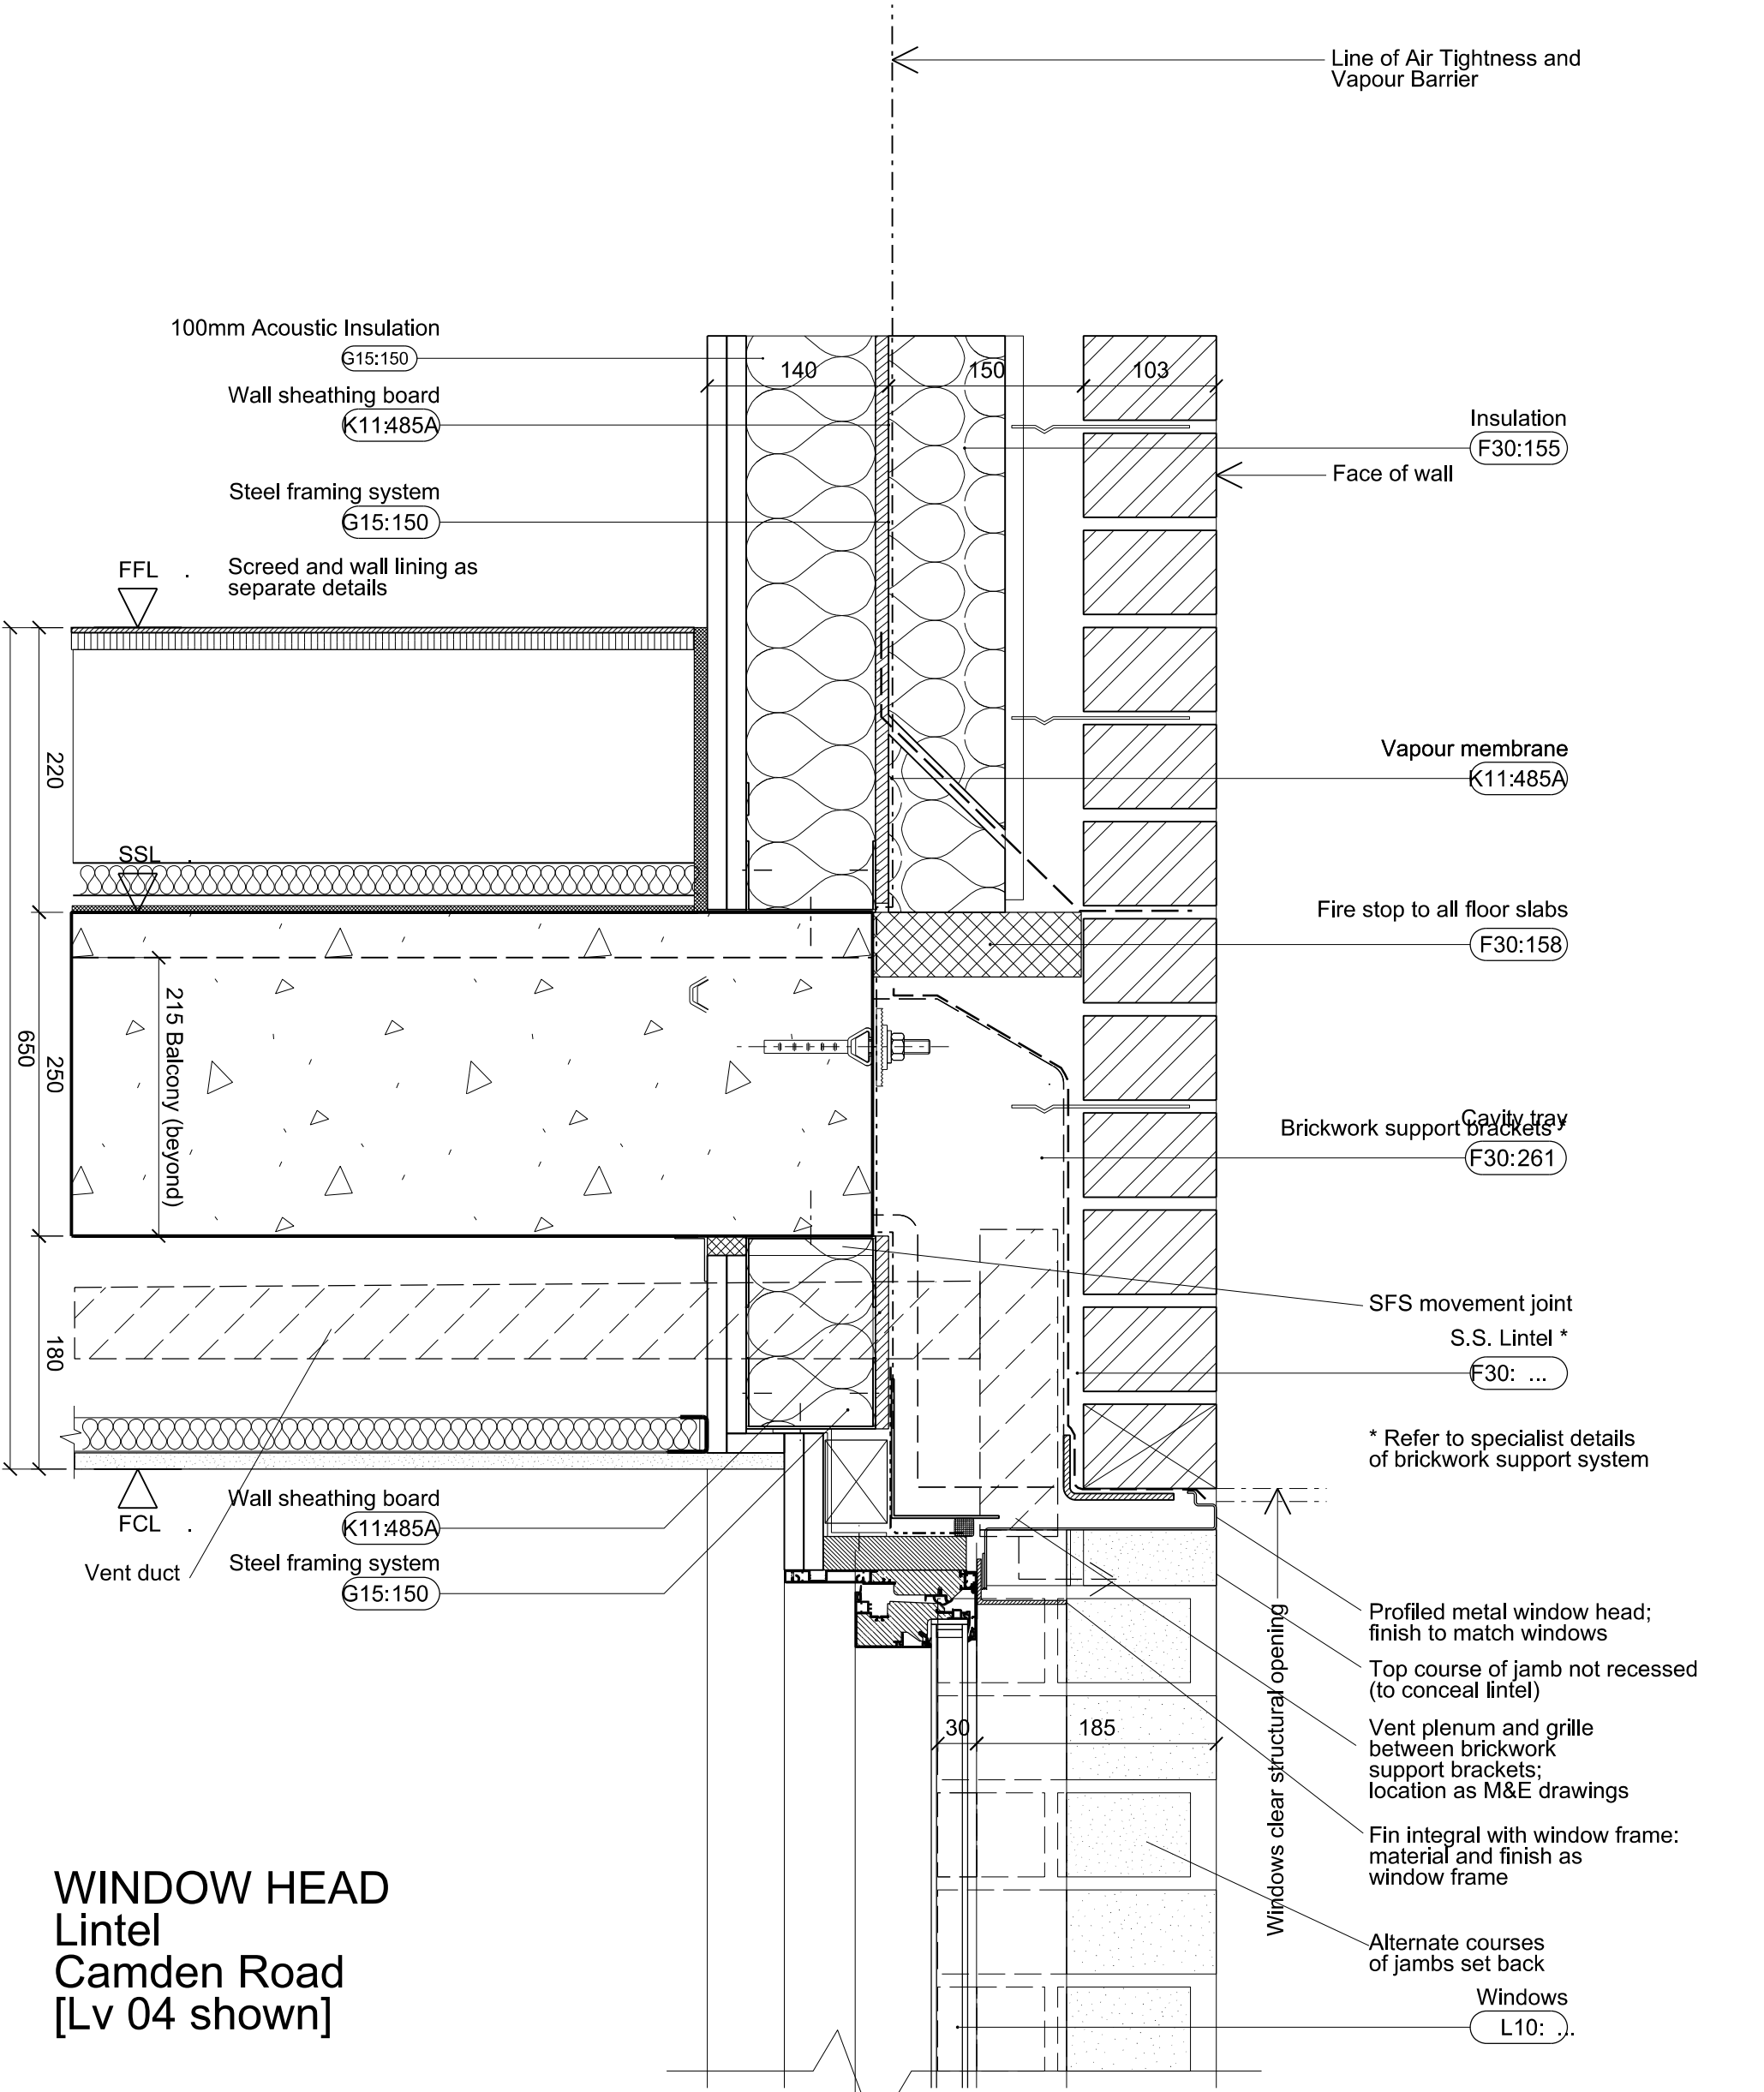 Line of Air Tightness and
Vapour Barrier
100mm Acoustic Insulation
G15:150
Wall sheathing board
K11:485A
Steel framing system
G15:150
FFL .
Screed and wall lining as
separate details
140
150
103
Insulation
F30:155
Face of wall
Vapour membrane
K11:485A
220
SSL .
Fire stop to all floor slabs
F30:158
215 Balcony (beyond)
650
250
Cavity tray
Brickwork support brackets *
F30:261
SFS movement joint
S.S. Lintel *
F30: ...
180
* Refer to specialist details
of brickwork support system
FCL .
Wall sheathing board
K11:485A
Vent duct
Steel framing system
G15:150
Windows clear structural opening
Profiled metal window head;
finish to match windows
Top course of jamb not recessed
(to conceal lintel)
30
185
Vent plenum and grille
between brickwork
support brackets;
location as M&E drawings
Fin integral with window frame:
material and finish as
window frame
Alternate courses
of jambs set back
Windows
L10: ...
WINDOW HEAD
Lintel
Camden Road
[Lv 04 shown]